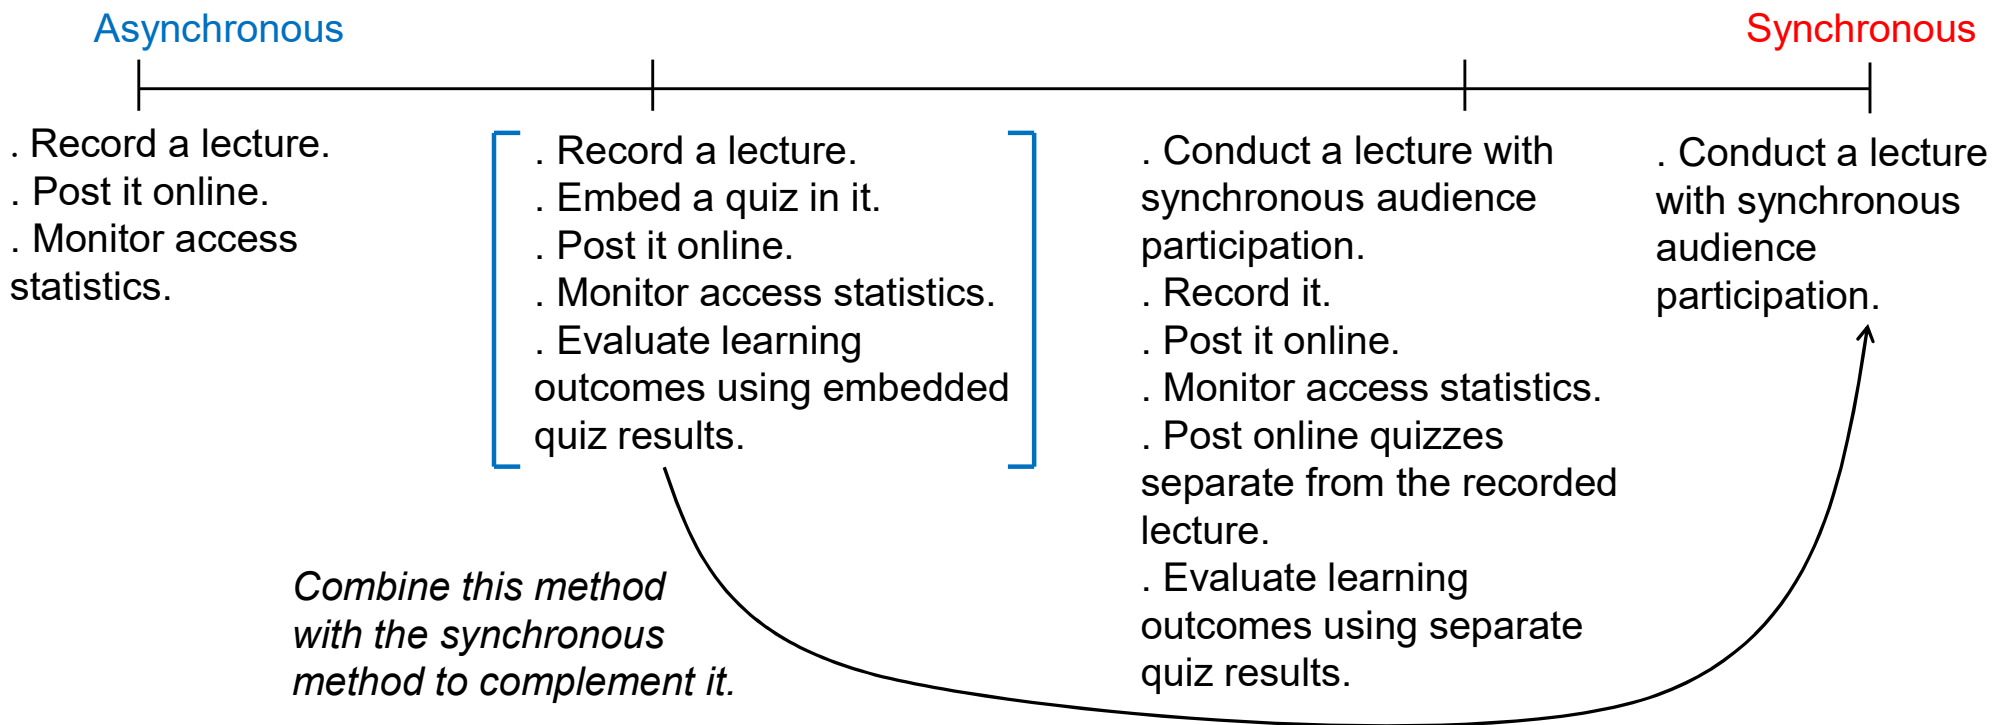 Asynchronous
Synchronous
. Record a lecture.
. Post it online.
. Monitor access
statistics.
. Record a lecture.
. Embed a quiz in it.
. Post it online.
. Monitor access statistics.
. Evaluate learning
outcomes using embedded
quiz results.
. Conduct a lecture with
synchronous audience
participation.
. Record it.
. Post it online.
. Monitor access statistics.
. Post online quizzes
separate from the recorded
lecture.
. Evaluate learning
outcomes using separate
quiz results.
. Conduct a lecture
with synchronous
audience
participation.
Combine this method
with the synchronous
method to complement it.